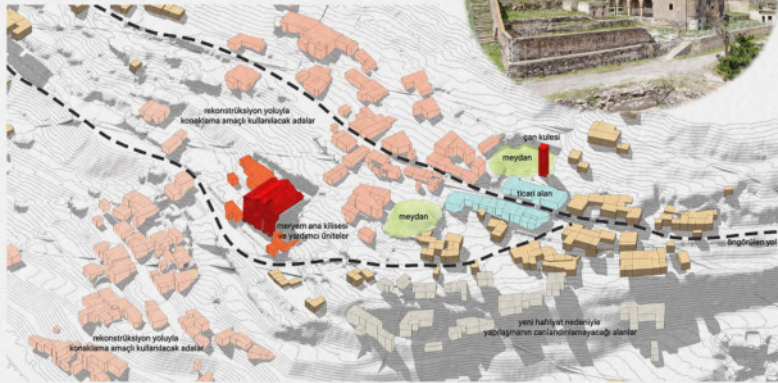 rekonstrüksiyon yoluyla
konaklama amaçlı kullanılacak adalar
çan kulesi
meydan
ticari alan
meryem ana kilisesi
ve yardımcı üniteler
meydan
öngörülen yol
yeni hafriyat nedeniyle
yapılaşmanın canlandırılamayacağı alanlar
rekonstrüksiyon yoluyla
konaklama amaçlı kullanılacak adalar